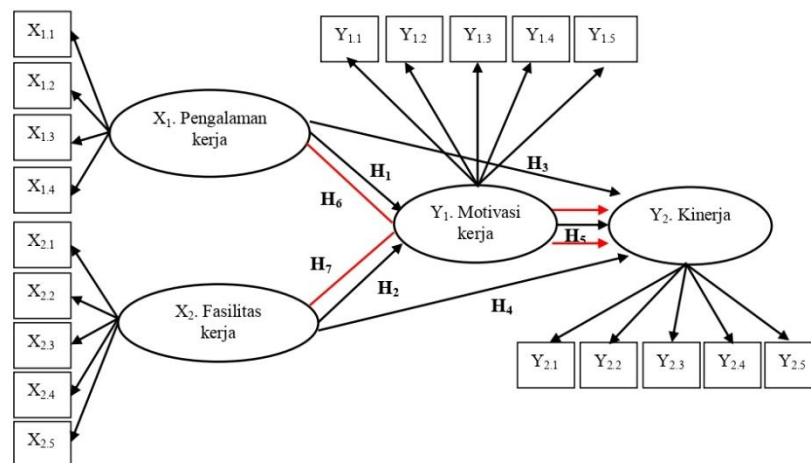 X1.1
X1.2
X1.3
X1.4
X1. Pengalaman
kerja
Y1.1
Y1.2
Y1.3
Y1.4
Y1.5
H1
H3
H6
Y1. Motivasi
kerja
Y2. Kinerja
H5
X2.1
X2.2
X2.3
X2.4
X2.5
H7
H2
X2. Fasilitas
kerja
H4
Y2.1
Y2.2
Y2.3
Y2.4
Y2.5